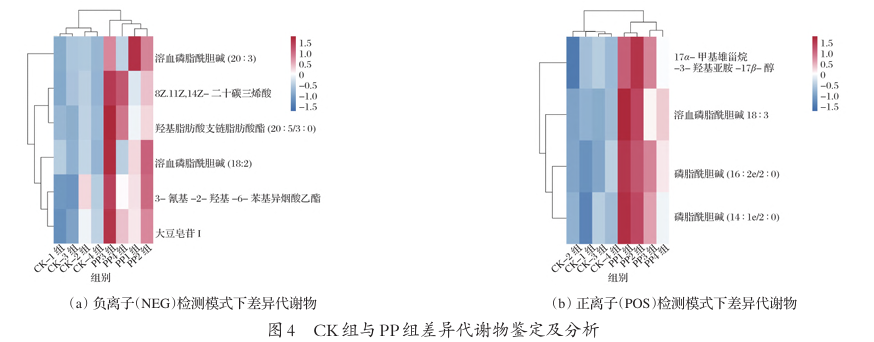 溶血磷脂酰胆碱 (20 : 3)
8Z.11Z,14Z- 二十碳三烯酸
羟基脂肪酸支链脂肪酸酯 (20 : 5/3 : 0)
溶血磷脂酰胆碱 (18:2)
3- 氰基 -2- 羟基 -6- 苯基异烟酸乙酯
大豆皂苷 I
1.5
1.0
0.5
0
−0.5
−1.0
−1.5
CK-1 组
CK-3 组
CK-2 组
CK-4 组
PP3 组
PP4 组
PP1 组
PP2 组
组别
(a) 负离子(NEG)检测模式下差异代谢物
17α- 甲基雄甾烷
-3- 羟基亚胺 -17β- 醇
溶血磷脂酰胆碱 18 : 3
磷脂酰胆碱 (16 : 2e/2 : 0)
磷脂酰胆碱 (14 : 1e/2 : 0)
1.5
1.0
0.5
0
−0.5
−1.0
−1.5
CK-2 组
CK-1 组
CK-3 组
CK-4 组
PP1 组
PP2 组
PP3 组
PP4 组
组别
(b) 正离子(POS)检测模式下差异代谢物
图 4 CK 组与 PP 组差异代谢物鉴定及分析